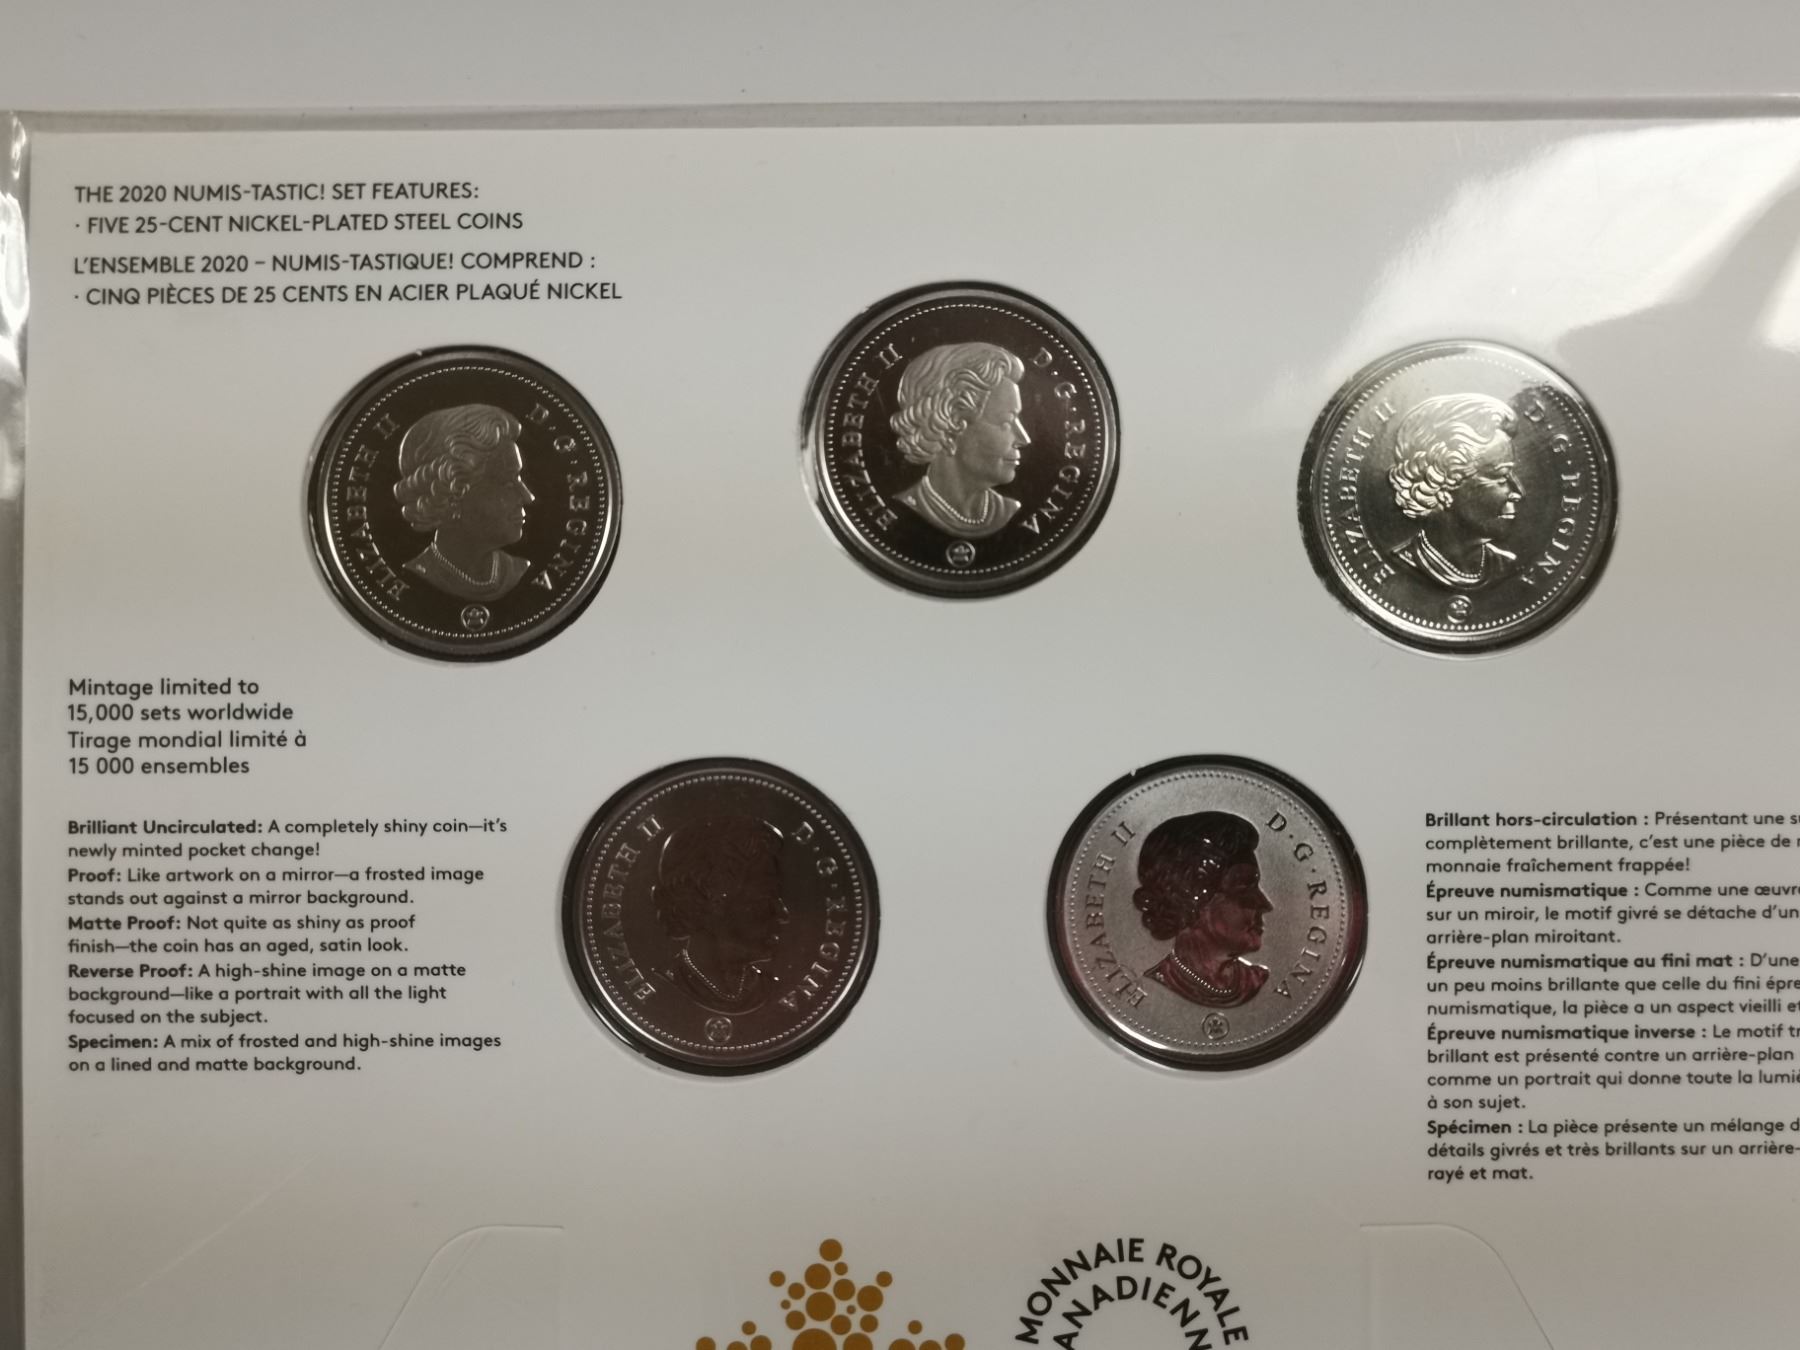 THE 2020 NUMIS-TASTIC! SET FEATURES:
· FIVE 25-CENT NICKEL-PLATED STEEL COINS
L'ENSEMBLE 2020 – NUMIS-TASTIQUE! COMPREND :
· CINQ PIÈCES DE 25 CENTS EN ACIER PLAQUÉ NICKEL
ELIZABETH II D·G·REGINA
ELIZABETH II D·G·REGINA
ELIZABETH II D·G·REGINA
Mintage limited to
15,000 sets worldwide
Tirage mondial limité à
15 000 ensembles
ELIZABETH II D·G·REGINA
ELIZABETH II D·G·REGINA
Brilliant Uncirculated: A completely shiny coin—it's
newly minted pocket change!
Proof: Like artwork on a mirror—a frosted image
stands out against a mirror background.
Matte Proof: Not quite as shiny as proof
finish—the coin has an aged, satin look.
Reverse Proof: A high-shine image on a matte
background—like a portrait with all the light
focused on the subject.
Specimen: A mix of frosted and high-shine images
on a lined and matte background.
Brillant hors-circulation : Présentant une
complètement brillante, c'est une pièce de
monnaie fraîchement frappée!
Épreuve numismatique : Comme une
sur un miroir, le motif givré se détache d'un
arrière-plan miroitant.
Épreuve numismatique au fini mat : D'une
un peu moins brillante que celle du fini
numismatique, la pièce a un aspect vieilli
Épreuve numismatique inverse : Le motif
brillant est présenté contre un arrière-plan
comme un portrait qui donne toute la
à son sujet.
Spécimen : La pièce présente un mélange
détails givrés et très brillants sur un
rayé et mat.
MONNAIE ROYALE
CANADIENNE